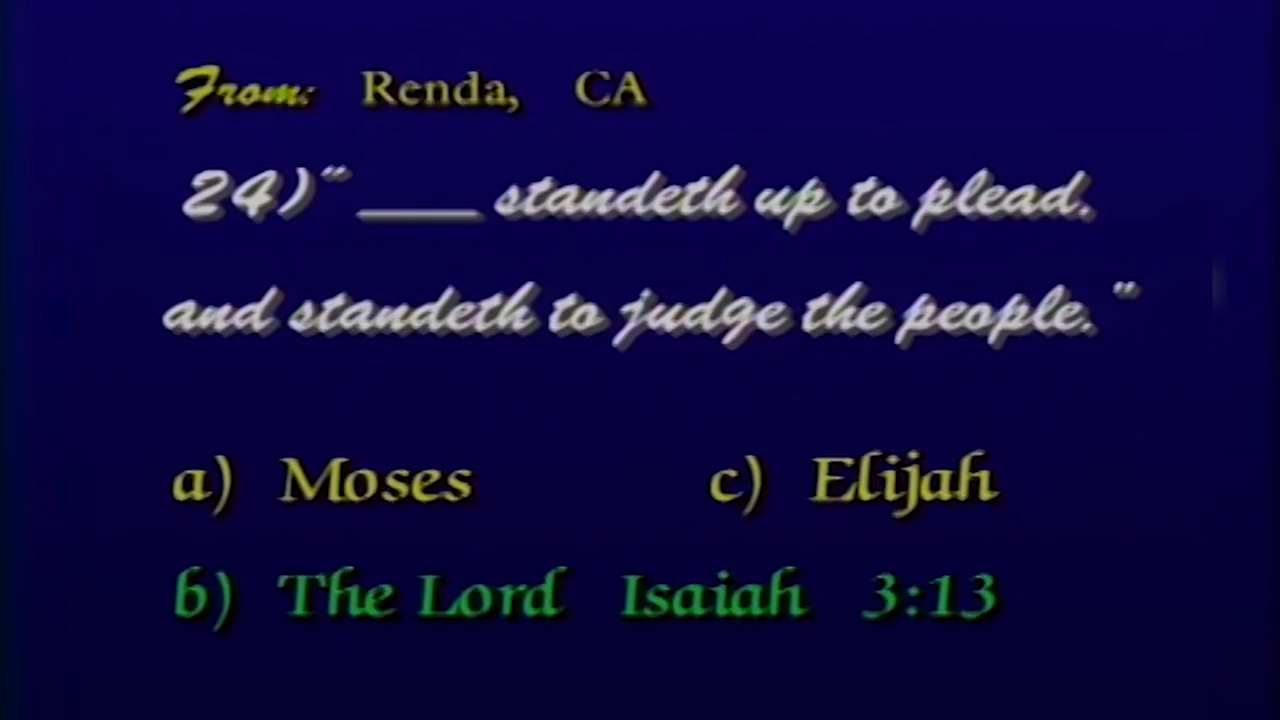 From: Renda, CA
24)“ ___ standeth up to plead.
and standeth to judge the people.”
a) Moses
c) Elijah
b) The Lord Isaiah 3:13